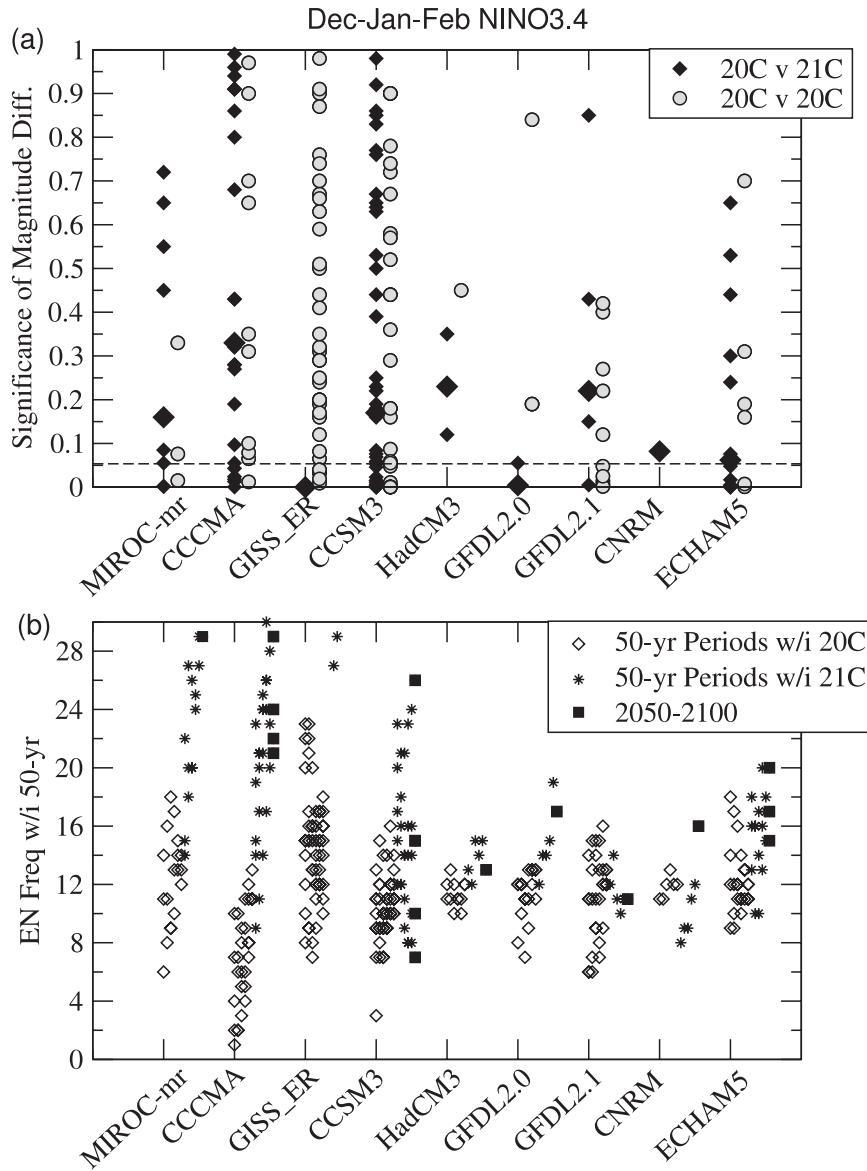 Dec-Jan-Feb NINO3.4
(a)
Significance of Magnitude Diff.
1
0.9
0.8
0.7
0.6
0.5
0.4
0.3
0.2
0.1
0
20C v 21C
20C v 20C
MIROC-mr
CCCMA
GISS_ER
CCSM3
HadCM3
GFDL2.0
GFDL2.1
CNRM
ECHAM5
(b)
EN Freq w/i 50-yr
28
24
20
16
12
8
4
0
50-yr Periods w/i 20C
50-yr Periods w/i 21C
2050-2100
MIROC-mr
CCCMA
GISS_ER
CCSM3
HadCM3
GFDL2.0
GFDL2.1
CNRM
ECHAM5